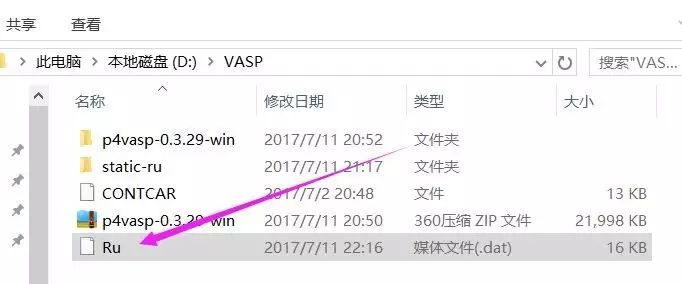 共享 查看
此电脑 › 本地磁盘 (D:) › VASP 搜索"VAS...
名称 修改日期 类型 大小
p4vasp-0.3.29-win 2017/7/11 20:52 文件夹
static-ru 2017/7/11 21:17 文件夹
CONTCAR 2017/7/2 20:48 文件 13 KB
p4vasp-0.3.29-win 2017/7/11 20:50 360压缩 ZIP 文件 21,998 KB
Ru 2017/7/11 22:16 媒体文件(.dat) 16 KB